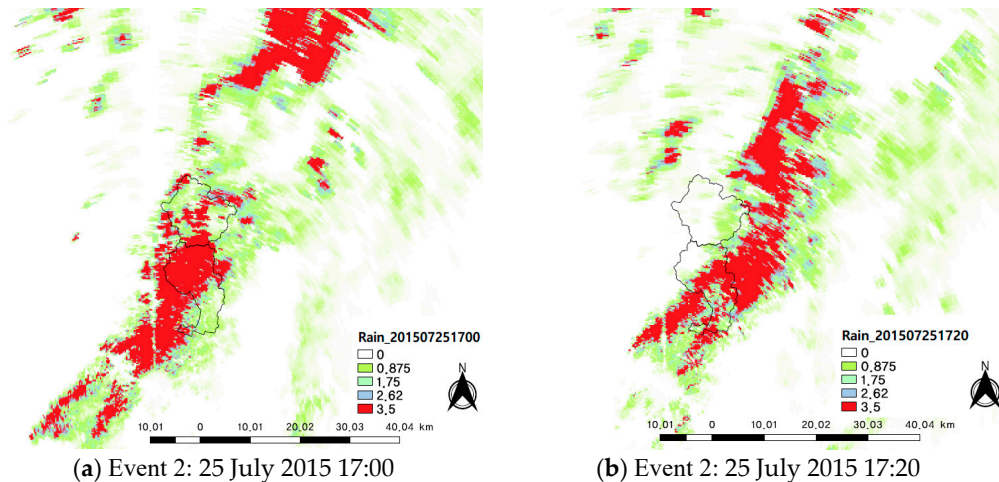 Rain_201507251700
0
0,875
1,75
2,62
3,5
N
10,01 0 10,01 20,02 30,03 40,04 km
(a) Event 2: 25 July 2015 17:00
Rain_201507251720
0
0,875
1,75
2,62
3,5
N
10,01 0 10,01 20,02 30,03 40,04 km
(b) Event 2: 25 July 2015 17:20